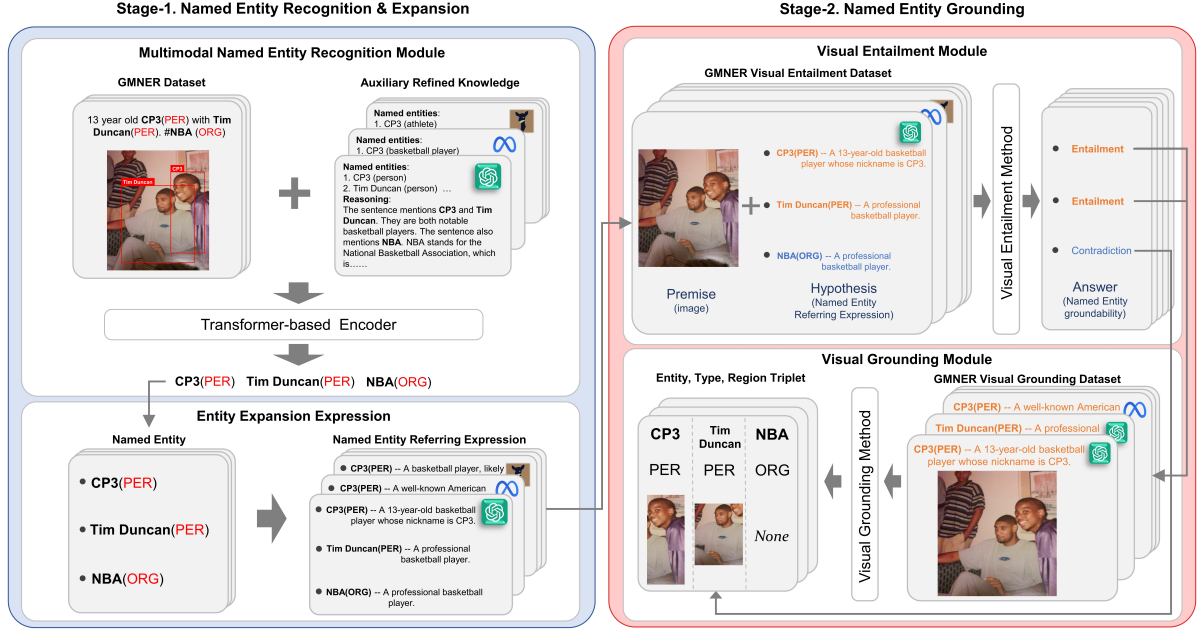 Stage-1. Named Entity Recognition & Expansion
Multimodal Named Entity Recognition Module
GMNER Dataset
13 year old CP3(PER) with Tim
Duncan(PER). #NBA (ORG)
CP3
Tim Duncan
Auxiliary Refined Knowledge
Named entities:
1. CP3 (athlete)
Named entities:
1. CP3 (basketball player)
Named entities:
1. CP3 (person)
2. Tim Duncan (person) ...
Reasoning:
The sentence mentions CP3 and Tim
Duncan. They are both notable
basketball players. The sentence also
mentions NBA. NBA stands for the
National Basketball Association, which
is......
Transformer-based Encoder
CP3(PER) Tim Duncan(PER) NBA(ORG)
Entity Expansion Expression
Named Entity
CP3(PER)
Tim Duncan(PER)
NBA(ORG)
Named Entity Referring Expression
CP3(PER) -- A basketball player, likely
CP3(PER) -- A well-known American
CP3(PER) -- A 13-year-old basketball
player whose nickname is CP3.
Tim Duncan(PER) -- A professional
basketball player.
NBA(ORG) -- A professional basketball
player.
Stage-2. Named Entity Grounding
Visual Entailment Module
GMNER Visual Entailment Dataset
CP3(PER) -- A 13-year-old basketball
player whose nickname is CP3.
Tim Duncan(PER) -- A professional
basketball player.
NBA(ORG) -- A professional
basketball player.
Premise
(image)
Hypothesis
(Named Entity
Referring Expression)
Visual Entailment Method
Entailment
Entailment
Contradiction
Answer
(Named Entity
groundability)
Visual Grounding Module
Entity, Type, Region Triplet
CP3
Tim
Duncan
NBA
PER
PER
ORG
None
Visual Grounding Method
GMNER Visual Grounding Dataset
CP3(PER) -- A well-known American
Tim Duncan(PER) -- A professional
CP3(PER) -- A 13-year-old basketball
player whose nickname is CP3.